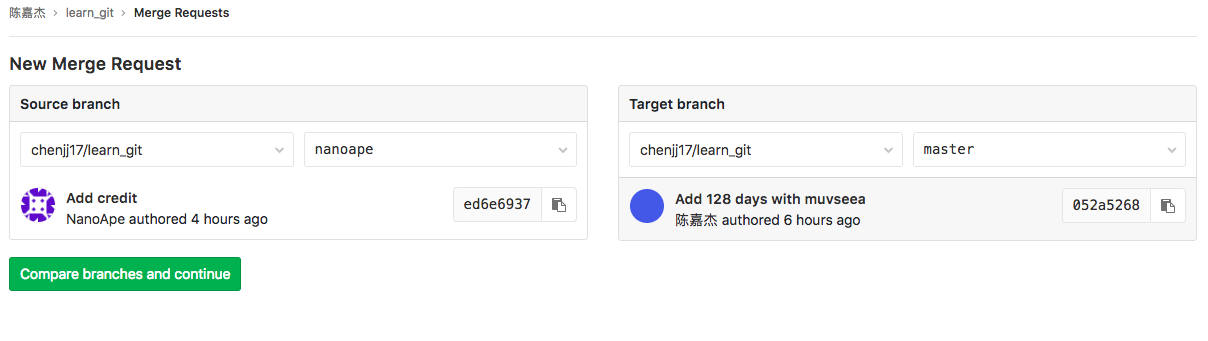 陈嘉杰 › learn_git › Merge Requests
New Merge Request
Source branch
chenjj17/learn_git
nanoape
Add credit
NanoApe authored 4 hours ago
ed6e6937
Target branch
chenjj17/learn_git
master
Add 128 days with muvseea
陈嘉杰 authored 6 hours ago
052a5268
Compare branches and continue